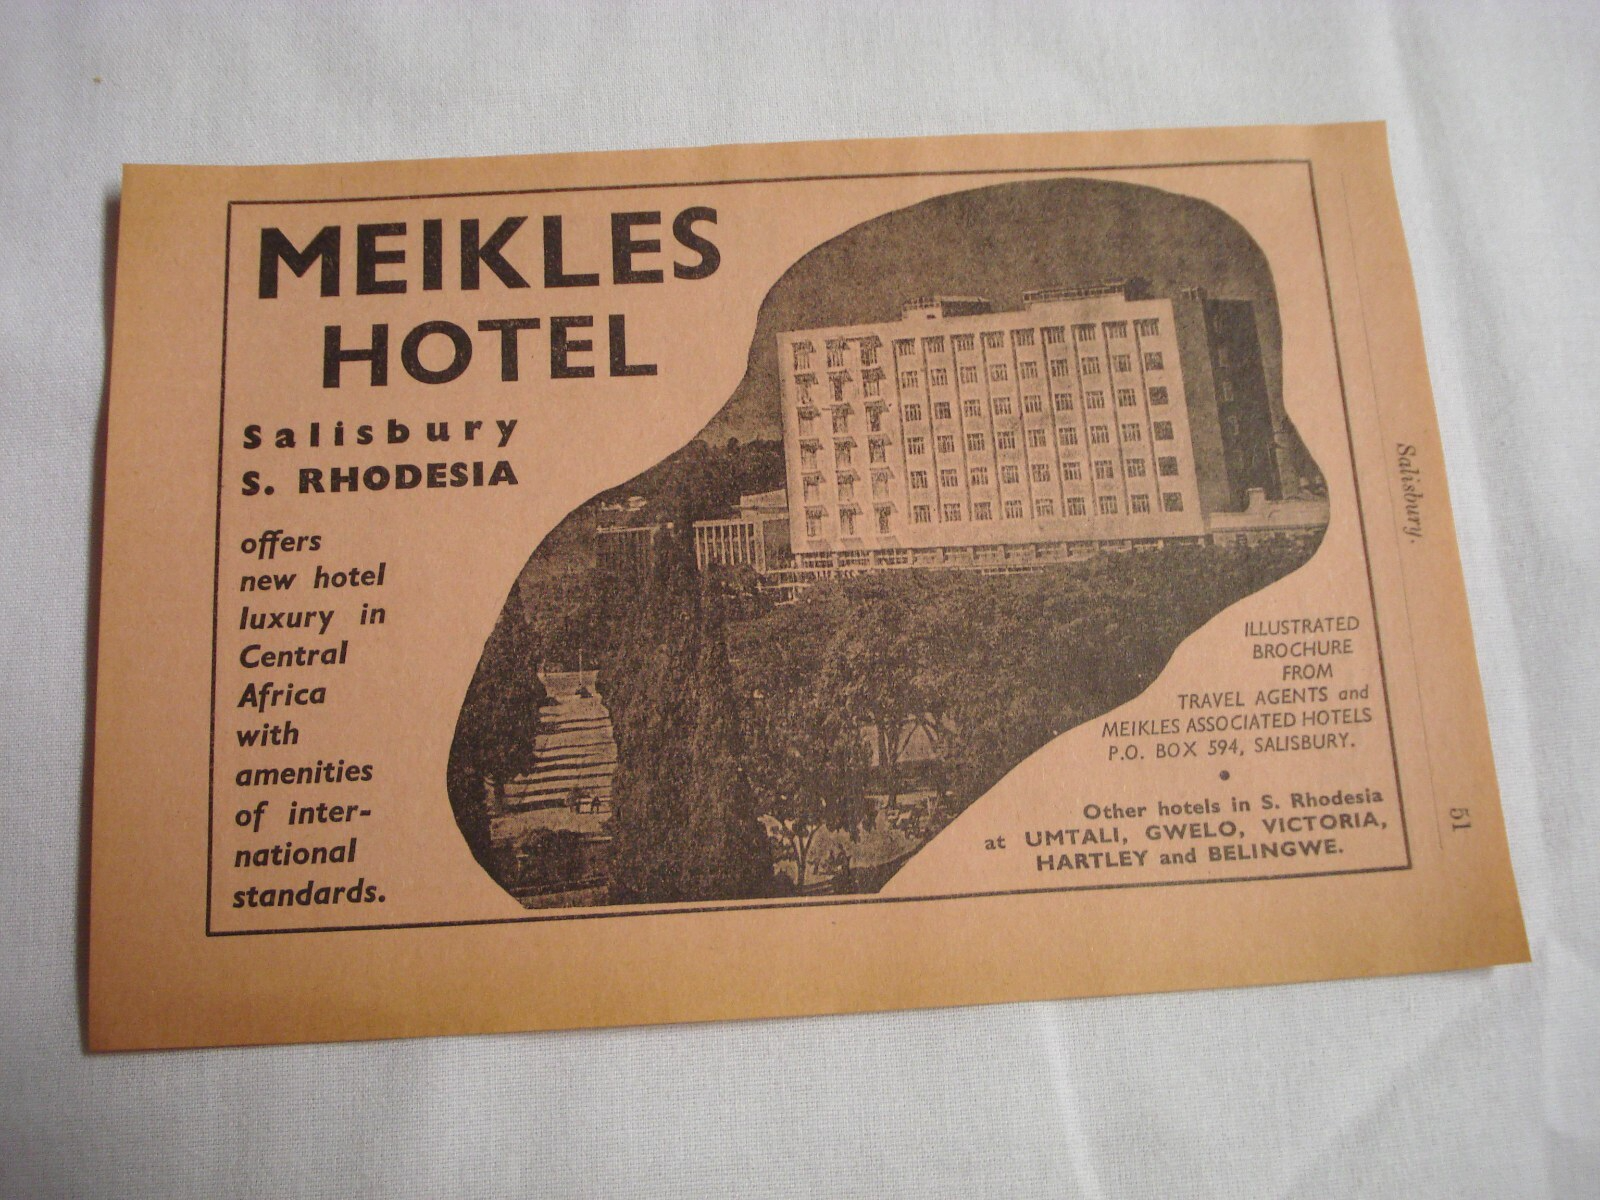 MEIKLES
HOTEL
Salisbury
S. RHODESIA
offers
new hotel
luxury in
Central
Africa
with
amenities
of inter-
national
standards.
ILLUSTRATED
BROCHURE
FROM
TRAVEL AGENTS and
MEIKLES ASSOCIATED HOTELS
P.O. BOX 594, SALISBURY.
Other hotels in S. Rhodesia
at UMTALI, GWELO, VICTORIA,
HARTLEY and BELINGWE.
Salisbury.
51